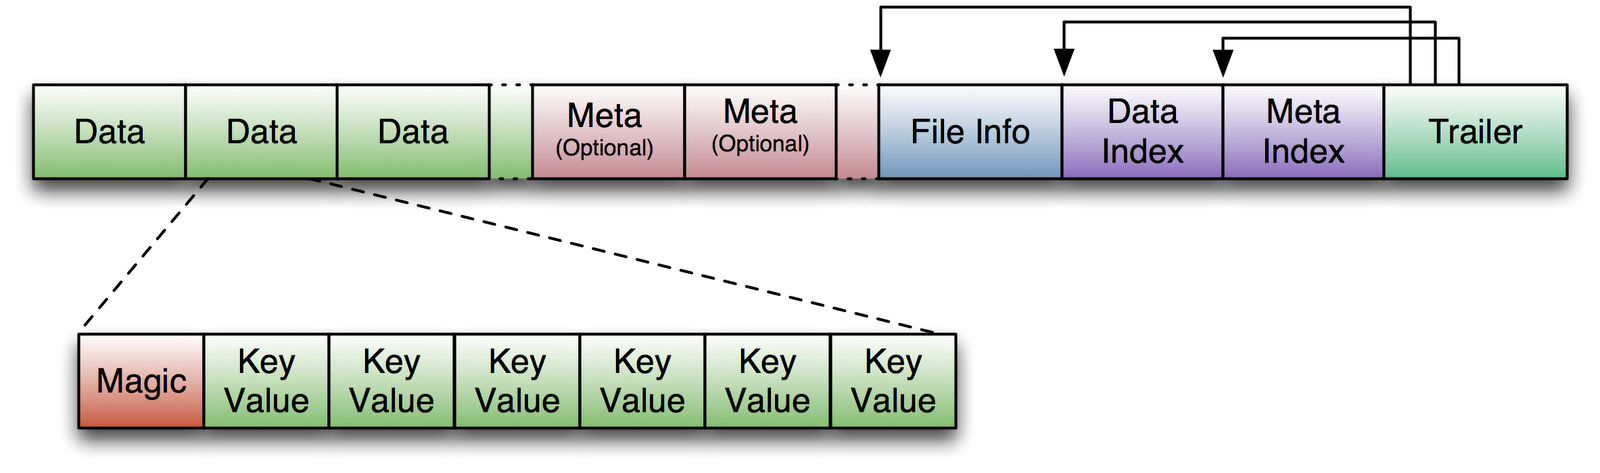 Data
Data
Data
Meta
(Optional)
Meta
(Optional)
File Info
Data
Index
Meta
Index
Trailer
Magic
Key
Value
Key
Value
Key
Value
Key
Value
Key
Value
Key
Value